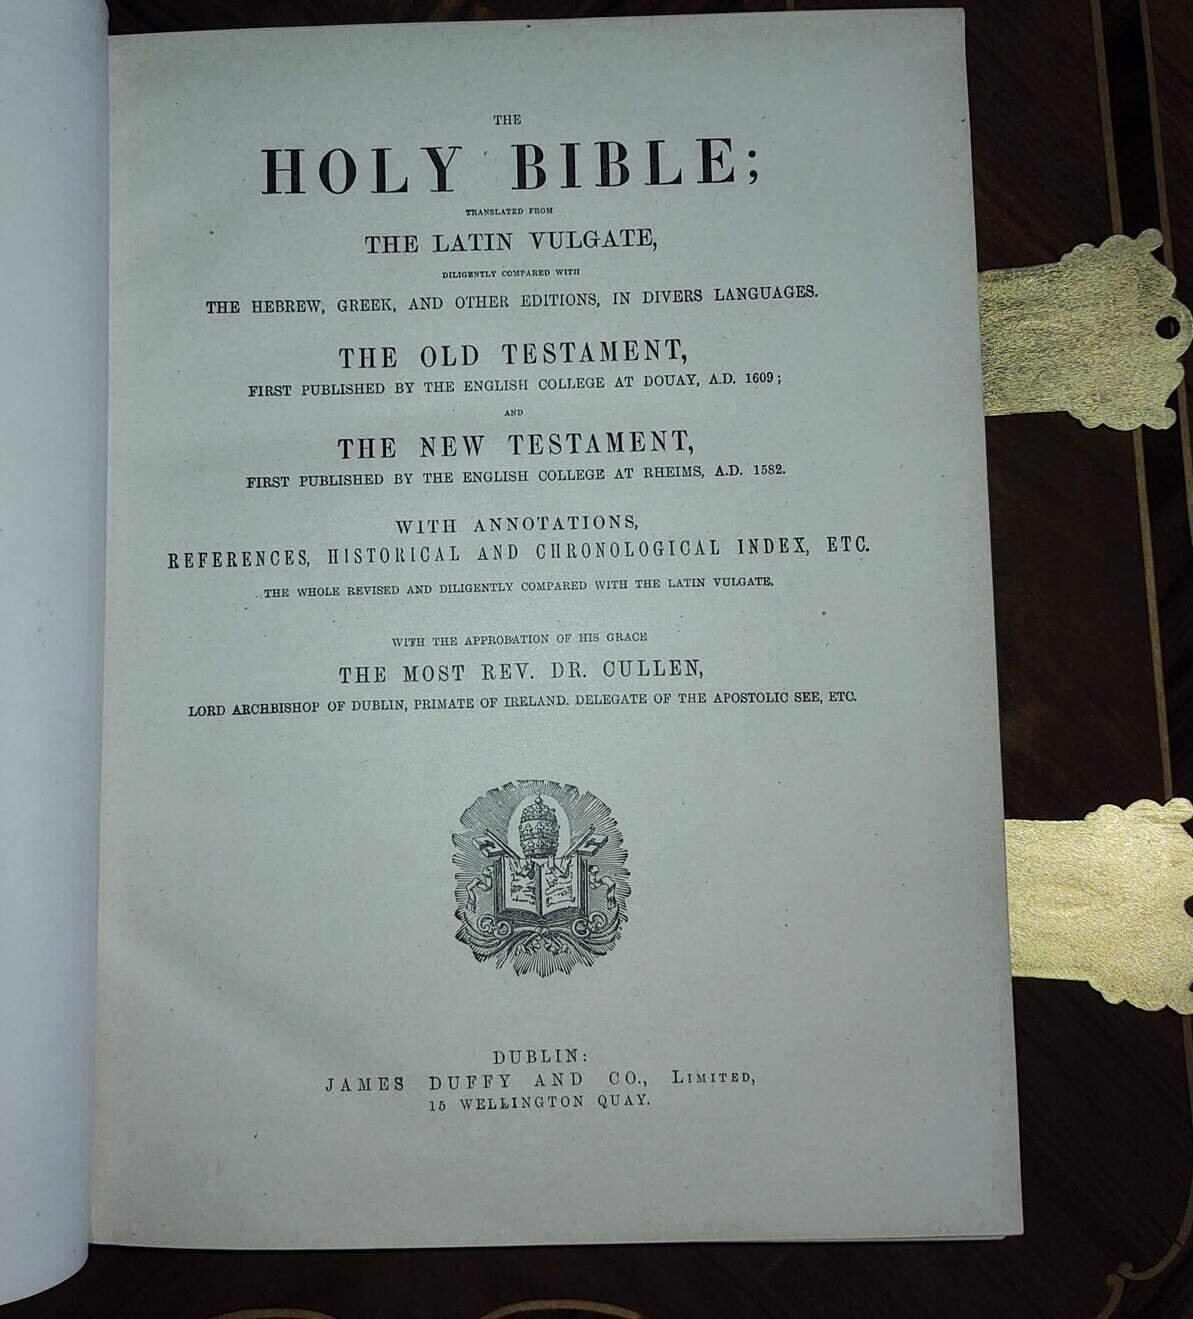 THE
HOLY BIBLE;
TRANSLATED FROM
THE LATIN VULGATE,
DILIGENTLY COMPARED WITH
THE HEBREW, GREEK, AND OTHER EDITIONS, IN DIVERS LANGUAGES.
THE OLD TESTAMENT,
FIRST PUBLISHED BY THE ENGLISH COLLEGE AT DOUAY, A.D. 1609;
AND
THE NEW TESTAMENT,
FIRST PUBLISHED BY THE ENGLISH COLLEGE AT RHEIMS, A.D. 1582.
WITH ANNOTATIONS,
REFERENCES, HISTORICAL AND CHRONOLOGICAL INDEX, ETC.
THE WHOLE REVISED AND DILIGENTLY COMPARED WITH THE LATIN VULGATE.
WITH THE APPROBATION OF HIS GRACE
THE MOST REV. DR. CULLEN,
LORD ARCHBISHOP OF DUBLIN, PRIMATE OF IRELAND. DELEGATE OF THE APOSTOLIC SEE, ETC.
DUBLIN:
JAMES DUFFY AND CO., LIMITED,
15 WELLINGTON QUAY.